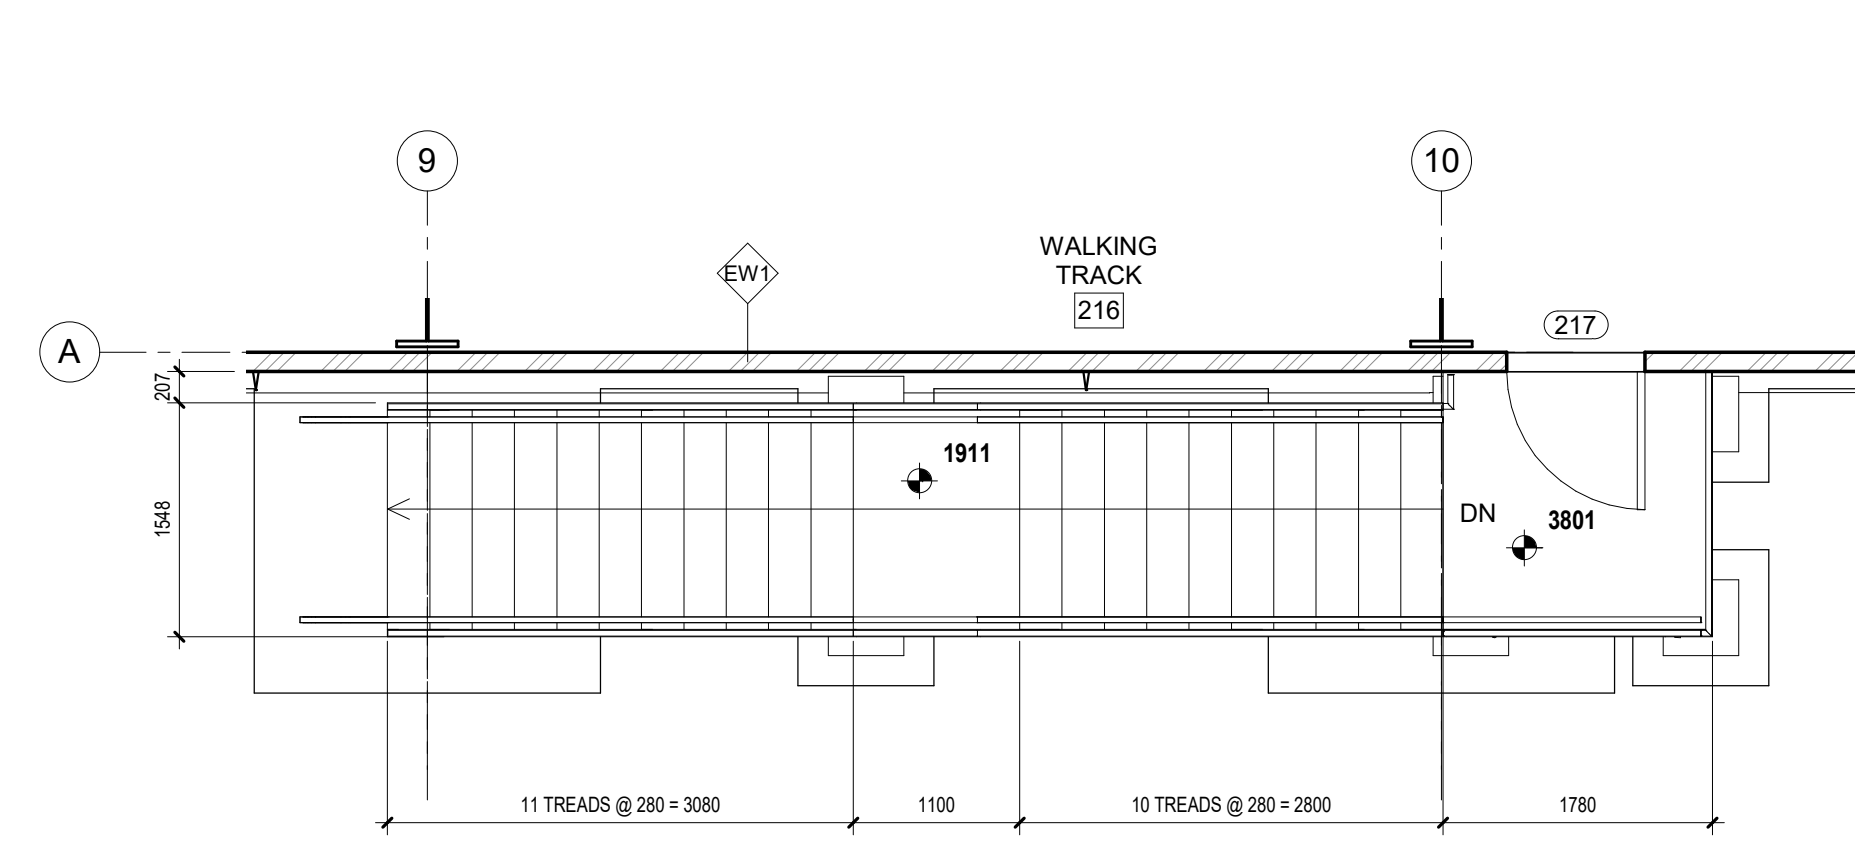 9
10
WALKING
TRACK
216
EW1
217
A
207
1911
1548
DN
3801
11 TREADS @ 280 = 3080
1100
10 TREADS @ 280 = 2800
1780